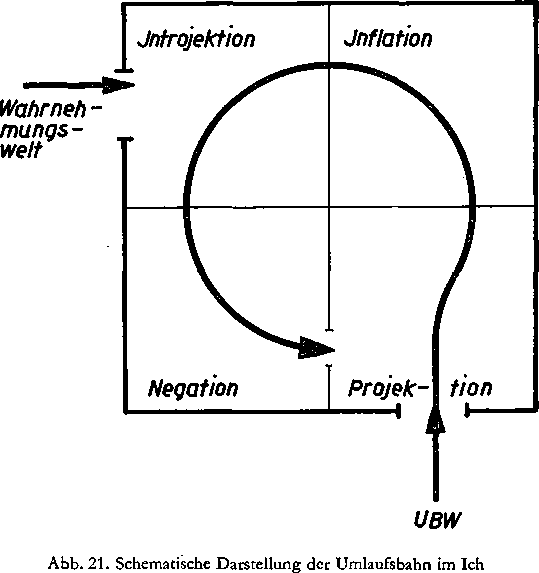 Jntrojektion
Jnflation
Wahrneh-
mungs-
welt
Negation
Projek- tion
UBW
Abb. 21. Schematische Darstellung der Umlaufsbahn im Ich